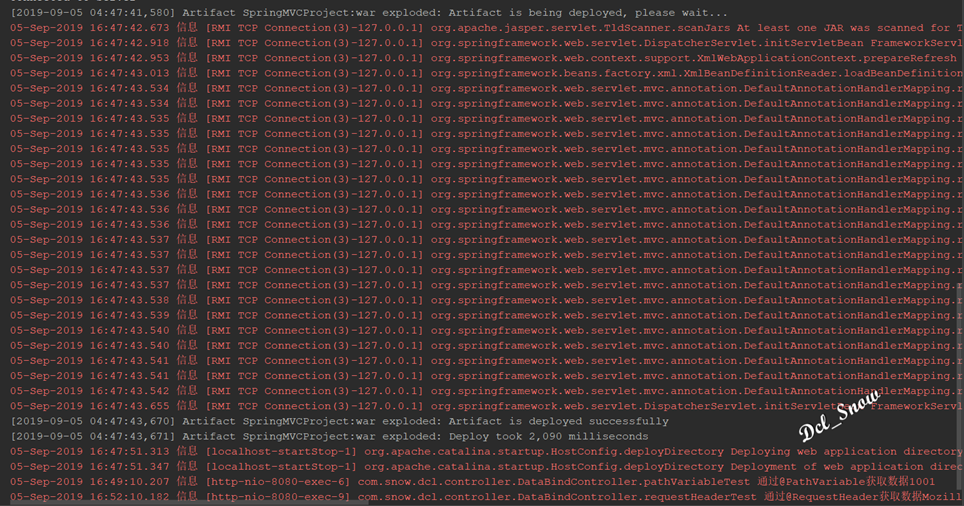 [2019-09-05 04:47:41,580] Artifact SpringMVCProject:war exploded: Artifact is being deployed, please wait...
05-Sep-2019 16:47:42.673 信息 [RMI TCP Connection(3)-127.0.0.1] org.apache.jasper.servlet.TldScanner.scanJars At least one JAR was scanned for T
05-Sep-2019 16:47:42.918 信息 [RMI TCP Connection(3)-127.0.0.1] org.springframework.web.servlet.DispatcherServlet.initServletBean FrameworkServl
05-Sep-2019 16:47:42.953 信息 [RMI TCP Connection(3)-127.0.0.1] org.springframework.web.context.support.XmlWebApplicationContext.prepareRefresh
05-Sep-2019 16:47:43.013 信息 [RMI TCP Connection(3)-127.0.0.1] org.springframework.beans.factory.xml.XmlBeanDefinitionReader.loadBeanDefinition
05-Sep-2019 16:47:43.534 信息 [RMI TCP Connection(3)-127.0.0.1] org.springframework.web.servlet.mvc.annotation.DefaultAnnotationHandlerMapping.r
05-Sep-2019 16:47:43.534 信息 [RMI TCP Connection(3)-127.0.0.1] org.springframework.web.servlet.mvc.annotation.DefaultAnnotationHandlerMapping.r
05-Sep-2019 16:47:43.535 信息 [RMI TCP Connection(3)-127.0.0.1] org.springframework.web.servlet.mvc.annotation.DefaultAnnotationHandlerMapping.r
05-Sep-2019 16:47:43.535 信息 [RMI TCP Connection(3)-127.0.0.1] org.springframework.web.servlet.mvc.annotation.DefaultAnnotationHandlerMapping.r
05-Sep-2019 16:47:43.535 信息 [RMI TCP Connection(3)-127.0.0.1] org.springframework.web.servlet.mvc.annotation.DefaultAnnotationHandlerMapping.r
05-Sep-2019 16:47:43.535 信息 [RMI TCP Connection(3)-127.0.0.1] org.springframework.web.servlet.mvc.annotation.DefaultAnnotationHandlerMapping.r
05-Sep-2019 16:47:43.535 信息 [RMI TCP Connection(3)-127.0.0.1] org.springframework.web.servlet.mvc.annotation.DefaultAnnotationHandlerMapping.r
05-Sep-2019 16:47:43.536 信息 [RMI TCP Connection(3)-127.0.0.1] org.springframework.web.servlet.mvc.annotation.DefaultAnnotationHandlerMapping.r
05-Sep-2019 16:47:43.536 信息 [RMI TCP Connection(3)-127.0.0.1] org.springframework.web.servlet.mvc.annotation.DefaultAnnotationHandlerMapping.r
05-Sep-2019 16:47:43.536 信息 [RMI TCP Connection(3)-127.0.0.1] org.springframework.web.servlet.mvc.annotation.DefaultAnnotationHandlerMapping.r
05-Sep-2019 16:47:43.537 信息 [RMI TCP Connection(3)-127.0.0.1] org.springframework.web.servlet.mvc.annotation.DefaultAnnotationHandlerMapping.r
05-Sep-2019 16:47:43.537 信息 [RMI TCP Connection(3)-127.0.0.1] org.springframework.web.servlet.mvc.annotation.DefaultAnnotationHandlerMapping.r
05-Sep-2019 16:47:43.537 信息 [RMI TCP Connection(3)-127.0.0.1] org.springframework.web.servlet.mvc.annotation.DefaultAnnotationHandlerMapping.r
05-Sep-2019 16:47:43.537 信息 [RMI TCP Connection(3)-127.0.0.1] org.springframework.web.servlet.mvc.annotation.DefaultAnnotationHandlerMapping.r
05-Sep-2019 16:47:43.538 信息 [RMI TCP Connection(3)-127.0.0.1] org.springframework.web.servlet.mvc.annotation.DefaultAnnotationHandlerMapping.r
05-Sep-2019 16:47:43.539 信息 [RMI TCP Connection(3)-127.0.0.1] org.springframework.web.servlet.mvc.annotation.DefaultAnnotationHandlerMapping.r
05-Sep-2019 16:47:43.540 信息 [RMI TCP Connection(3)-127.0.0.1] org.springframework.web.servlet.mvc.annotation.DefaultAnnotationHandlerMapping.r
05-Sep-2019 16:47:43.540 信息 [RMI TCP Connection(3)-127.0.0.1] org.springframework.web.servlet.mvc.annotation.DefaultAnnotationHandlerMapping.r
05-Sep-2019 16:47:43.541 信息 [RMI TCP Connection(3)-127.0.0.1] org.springframework.web.servlet.mvc.annotation.DefaultAnnotationHandlerMapping.r
05-Sep-2019 16:47:43.541 信息 [RMI TCP Connection(3)-127.0.0.1] org.springframework.web.servlet.mvc.annotation.DefaultAnnotationHandlerMapping.r
05-Sep-2019 16:47:43.542 信息 [RMI TCP Connection(3)-127.0.0.1] org.springframework.web.servlet.mvc.annotation.DefaultAnnotationHandlerMapping.r
05-Sep-2019 16:47:43.655 信息 [RMI TCP Connection(3)-127.0.0.1] org.springframework.web.servlet.DispatcherServlet.initServletBean FrameworkServl
[2019-09-05 04:47:43,670] Artifact SpringMVCProject:war exploded: Artifact is deployed successfully
[2019-09-05 04:47:43,671] Artifact SpringMVCProject:war exploded: Deploy took 2,090 milliseconds
Dcl_Snow
05-Sep-2019 16:47:51.313 信息 [localhost-startStop-1] org.apache.catalina.startup.HostConfig.deployDirectory Deploying web application directory
05-Sep-2019 16:47:51.347 信息 [localhost-startStop-1] org.apache.catalina.startup.HostConfig.deployDirectory Deployment of web application direc
05-Sep-2019 16:49:10.207 信息 [http-nio-8080-exec-6] com.snow.dcl.controller.DataBindController.pathVariableTest 通过@PathVariable获取数据1001
05-Sep-2019 16:52:10.182 信息 [http-nio-8080-exec-9] com.snow.dcl.controller.DataBindController.requestHeaderTest 通过@RequestHeader获取数据Mozill